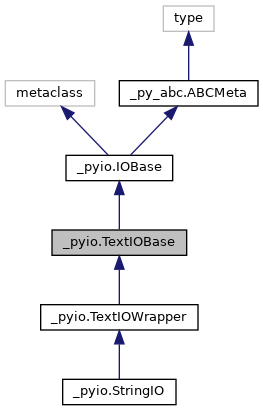 type
metaclass
_py_abc.ABCMeta
_pyio.IOBase
_pyio.TextIOBase
_pyio.TextIOWrapper
_pyio.StringIO